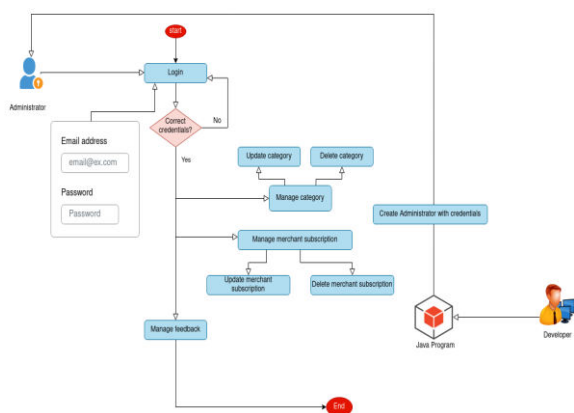 start
Login
Administrator
Correct
credentials?
No
Yes
Email address
email@ex.com
Password
Password
Update category
Delete category
Manage category
Create Administrator with credentials
Manage merchant subscription
Update merchant
subscription
Delete merchant subscription
Manage feedback
Java Program
Developer
End